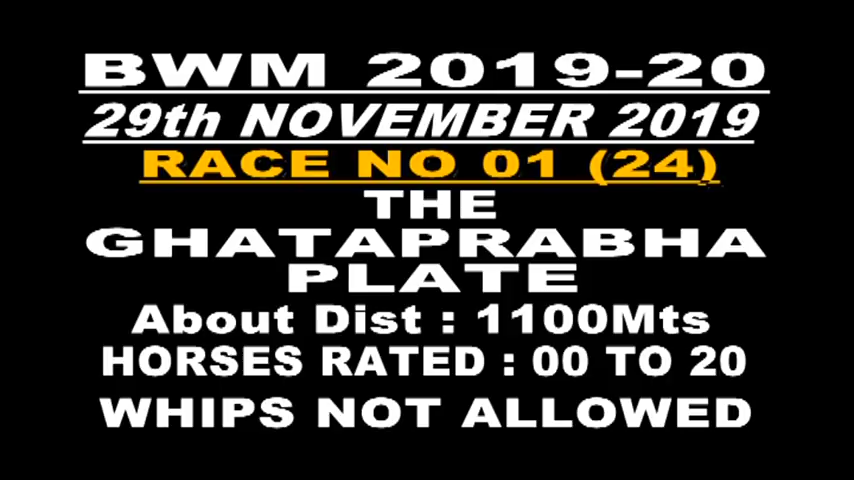 BWM 2019-20
29th NOVEMBER 2019
RACE NO 01 (24)
THE
GHATAPRABHA
PLATE
About Dist : 1100Mts
HORSES RATED : 00 TO 20
WHIPS NOT ALLOWED